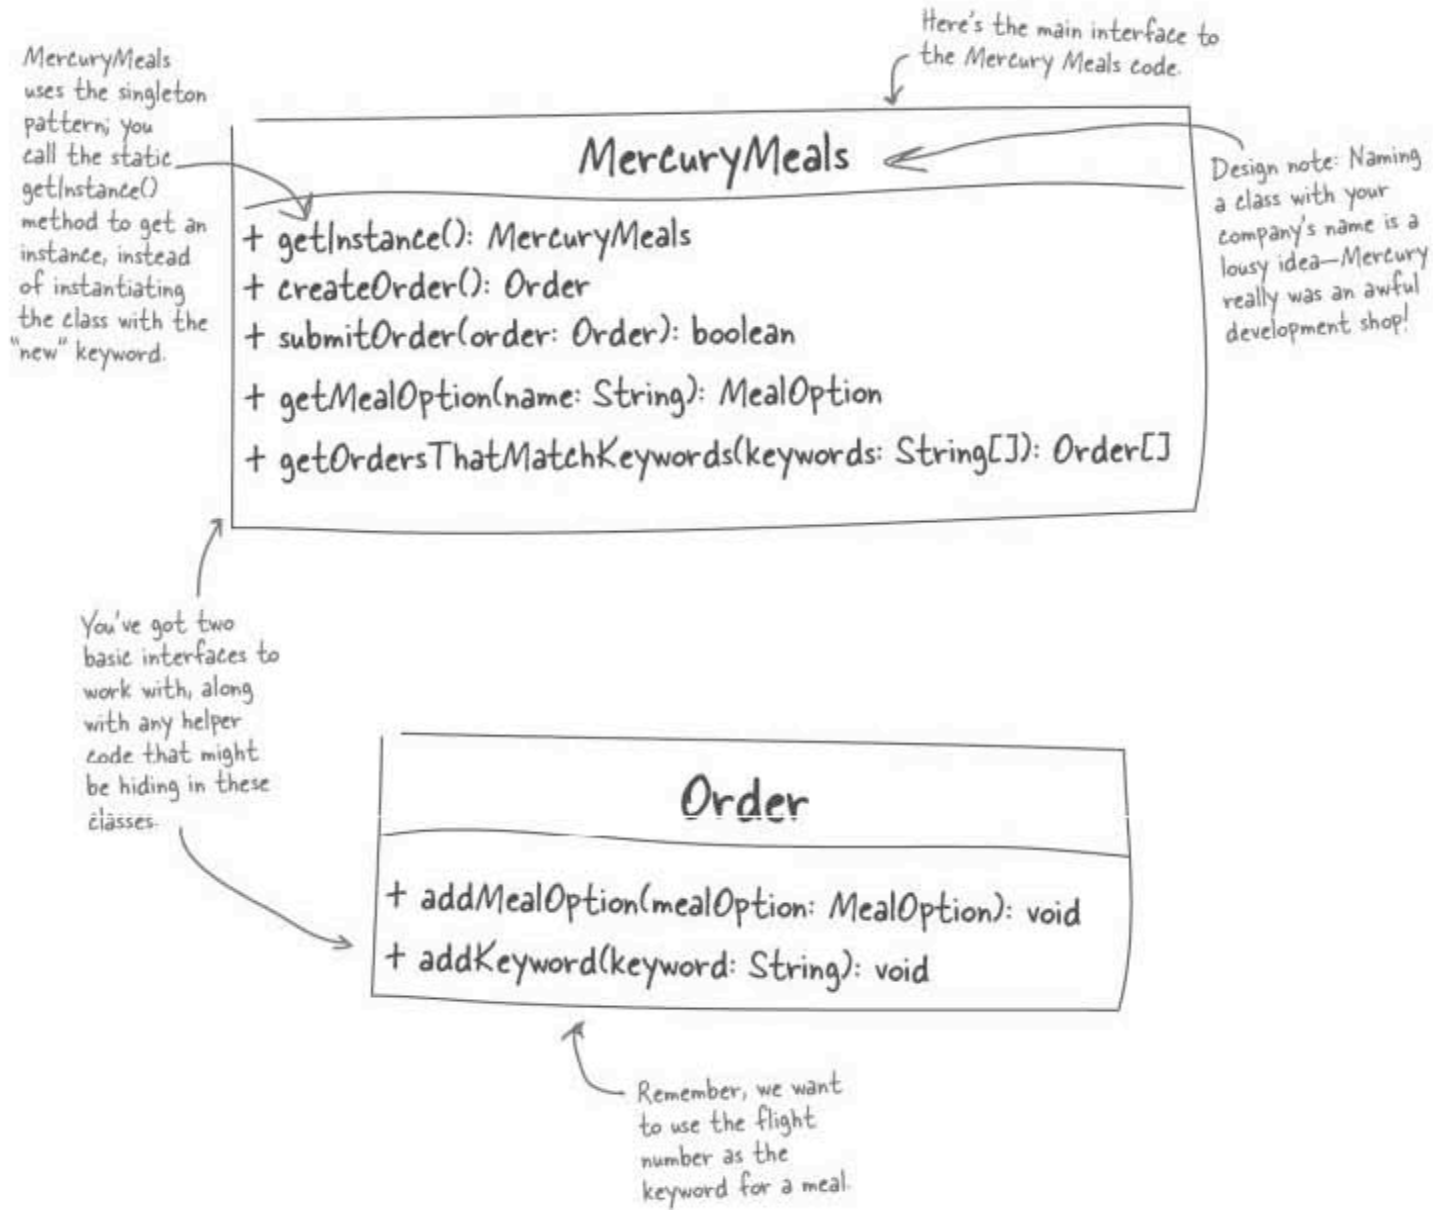 Here's the main interface to
the Mercury Meals code.
MercuryMeals
uses the singleton
pattern; you
call the static
getInstance()
method to get an
instance, instead
of instantiating
the class with the
"new" keyword.
MercuryMeals
+ getInstance(): MercuryMeals
+ createOrder(): Order
+ submitOrder(order: Order): boolean
+ getMealOption(name: String): MealOption
+ getOrdersThatMatchKeywords(keywords: String[]): Order[]
Design note: Naming
a class with your
company's name is a
lousy idea—Mercury
really was an awful
development shop!
You've got two
basic interfaces to
work with, along
with any helper
code that might
be hiding in these
classes.
Order
+ addMealOption(mealOption: MealOption): void
+ addKeyword(keyword: String): void
Remember, we want
to use the flight
number as the
keyword for a meal.